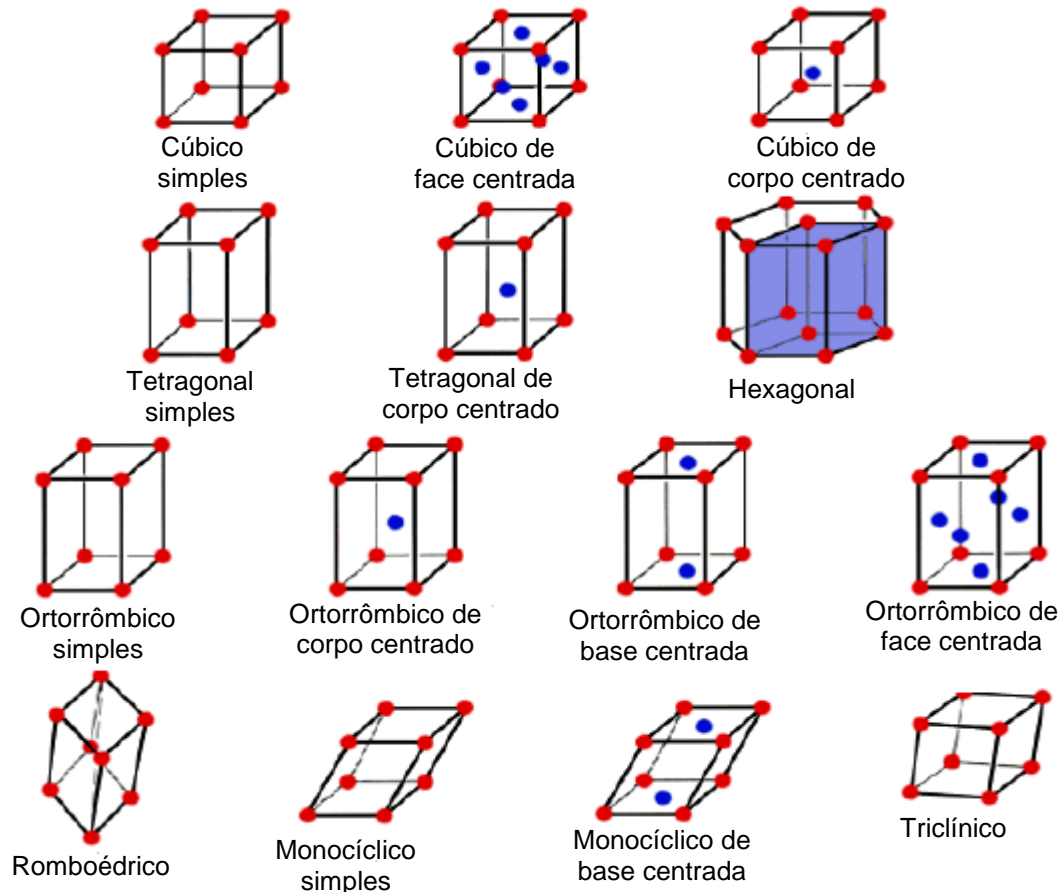 Cúbico
simples
Cúbico de
face centrada
Cúbico de
corpo centrado
Tetragonal
simples
Tetragonal de
corpo centrado
Hexagonal
Ortorrômbico
simples
Ortorrômbico de
corpo centrado
Ortorrômbico de
base centrada
Ortorrômbico de
face centrada
Romboédrico
Monocíclico
simples
Monocíclico de
base centrada
Triclínico